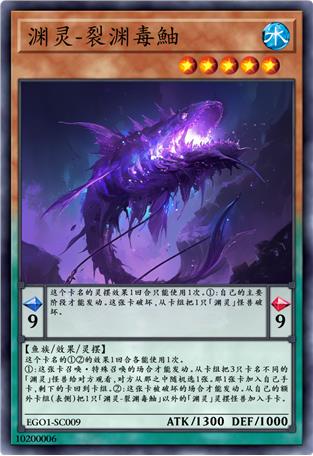 渊灵-裂渊毒鲉
水
这个卡名的灵摆效果1回合只能使用1次。①:自己的主要
阶段才能发动。这张卡破坏,从卡组把1只「渊灵」怪兽破
坏。
9
9
【鱼族/效果/灵摆】
这个卡名的①②的效果1回合各能使用1次。
①:这张卡召唤·特殊召唤的场合才能发动。从卡组把3只卡名不同的
「渊灵」怪兽给对方观看,对方从那之中随机选1张,那1张卡加入自己手
卡,剩下的卡回到卡组。②:这张卡被破坏的场合才能发动。从自己的额
外卡组(表侧)把1只「渊灵-裂渊毒鲉」以外的「渊灵」灵摆怪兽加入手卡。
EGO1-SC009
ATK/1300 DEF/1000
10200006